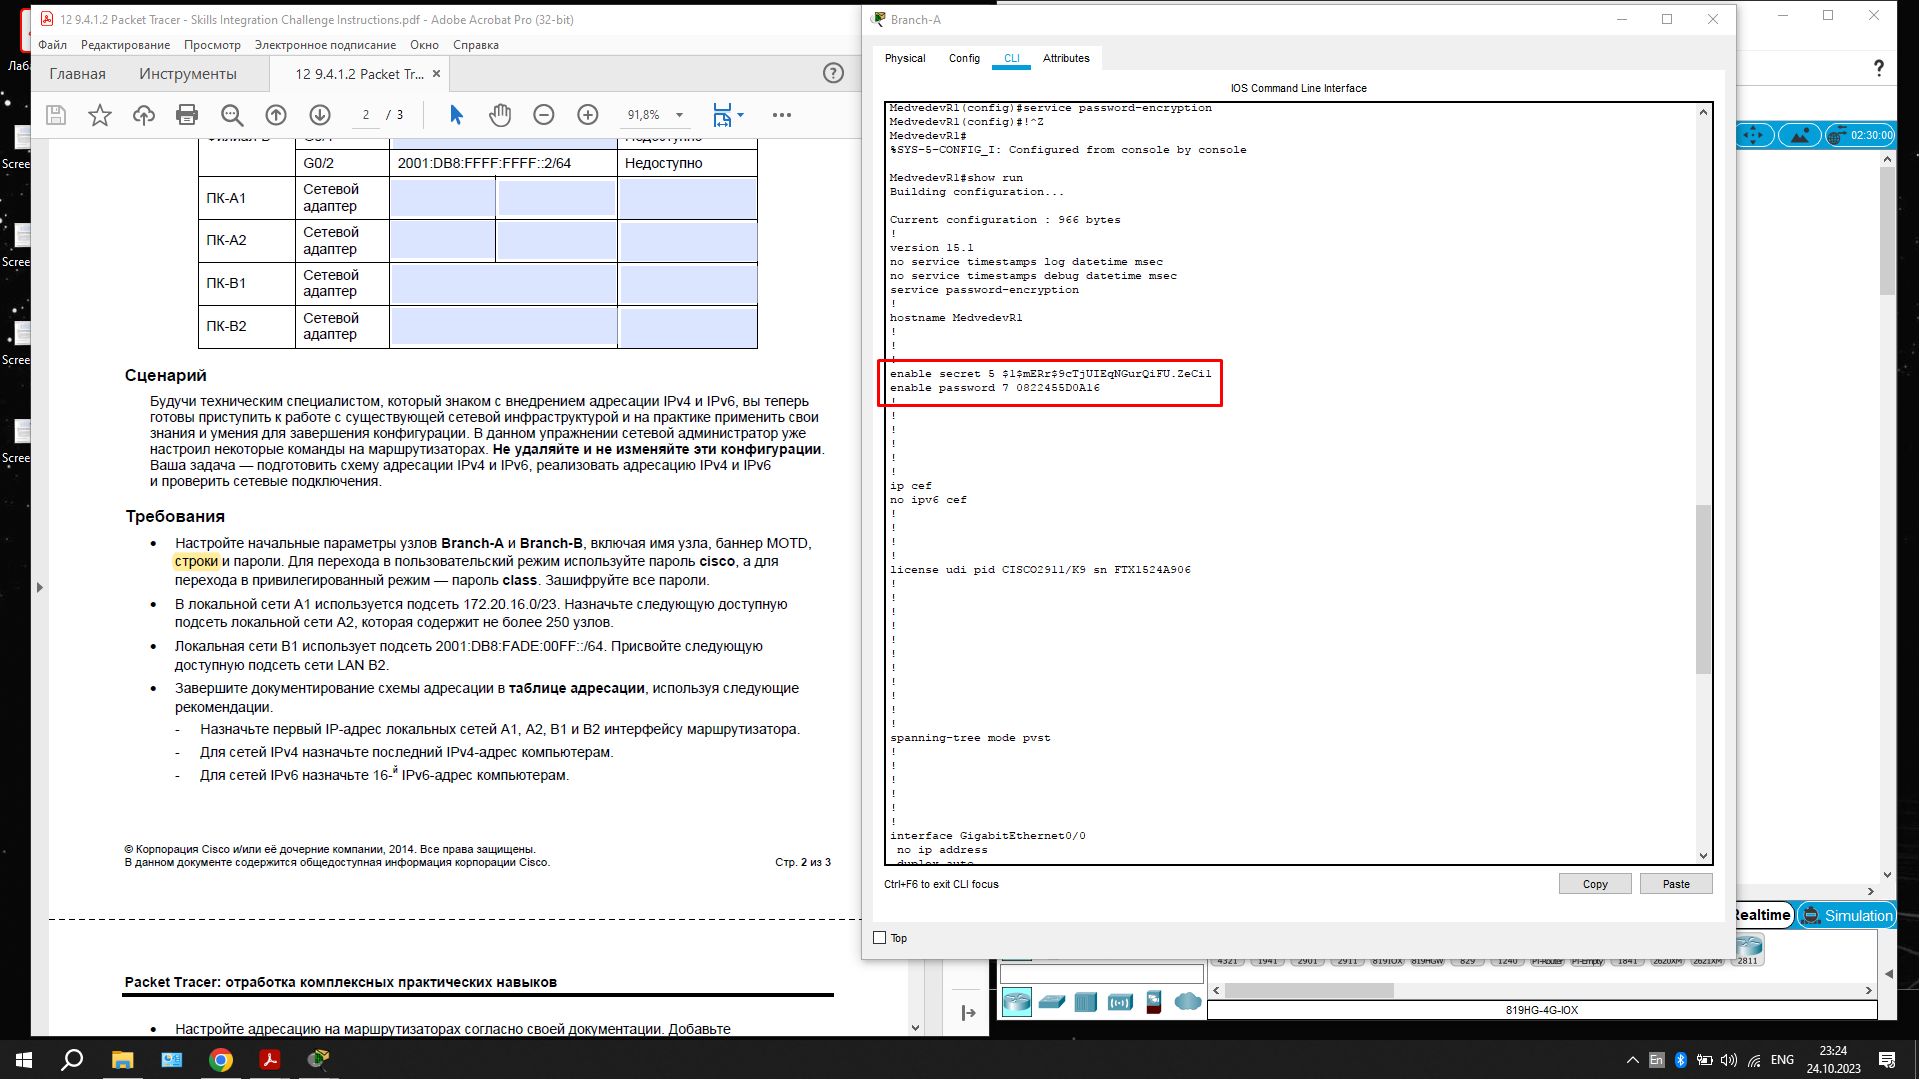 12 9.4.1.2 Packet Tracer - Skills Integration Challenge Instructions.pdf - Adobe Acrobat Pro (32-bit)
Файл Редактирование Просмотр Электронное подписание Окно Справка
Главная Инструменты 12 9.4.1.2 Packet Tr... ×
2 / 3 91,8%
G0/2 2001:DB8:FFFF:FFFF::2/64 Недоступно
ПК-A1 Сетевой адаптер
ПК-A2 Сетевой адаптер
ПК-B1 Сетевой адаптер
ПК-B2 Сетевой адаптер
Сценарий
Будучи техническим специалистом, который знаком с внедрением адресации IPv4 и IPv6, вы теперь
готовы приступить к работе с существующей сетевой инфраструктурой и на практике применить свои
знания и умения для завершения конфигурации. В данном упражнении сетевой администратор уже
настроил некоторые команды на маршрутизаторах. Не удаляйте и не изменяйте эти конфигурации.
Ваша задача — подготовить схему адресации IPv4 и IPv6, реализовать адресацию IPv4 и IPv6
и проверить сетевые подключения.
Требования
• Настройте начальные параметры узлов Branch-A и Branch-B, включая имя узла, баннер MOTD,
строки и пароли. Для перехода в пользовательский режим используйте пароль cisco, а для
перехода в привилегированный режим — пароль class. Зашифруйте все пароли.
• В локальной сети A1 используется подсеть 172.20.16.0/23. Назначьте следующую доступную
подсеть локальной сети A2, которая содержит не более 250 узлов.
• Локальная сети B1 использует подсеть 2001:DB8:FADE:00FF::/64. Присвойте следующую
доступную подсеть сети LAN B2.
• Завершите документирование схемы адресации в таблице адресации, используя следующие
рекомендации.
- Назначьте первый IP-адрес локальных сетей A1, A2, B1 и B2 интерфейсу маршрутизатора.
- Для сетей IPv4 назначьте последний IPv4-адрес компьютерам.
- Для сетей IPv6 назначьте 16-й IPv6-адрес компьютерам.
© Корпорация Cisco и/или её дочерние компании, 2014. Все права защищены.
В данном документе содержится общедоступная информация корпорации Cisco. Стр. 2 из 3
Packet Tracer: отработка комплексных практических навыков
• Настройте адресацию на маршрутизаторах согласно своей документации. Добавьте
Branch-A
Physical Config CLI Attributes
IOS Command Line Interface
MedvedevR1(config)#service password-encryption
MedvedevR1(config)#!^Z
MedvedevR1#
%SYS-5-CONFIG_I: Configured from console by console
MedvedevR1#show run
Building configuration...
Current configuration : 966 bytes
!
version 15.1
no service timestamps log datetime msec
no service timestamps debug datetime msec
service password-encryption
!
hostname MedvedevR1
!
!
!
enable secret 5 $1$mERr$9cTjUIEqNGurQiFU.ZeCi1
enable password 7 0822455D0A16
!
!
!
!
!
!
ip cef
no ipv6 cef
!
!
!
!
license udi pid CISCO2911/K9 sn FTX1524A906
!
!
!
!
!
!
!
!
!
!
!
spanning-tree mode pvst
!
!
!
!
!
!
interface GigabitEthernet0/0
no ip address
duplex auto
Ctrl+F6 to exit CLI focus
Copy Paste
Top
?
02:30:00
Realtime Simulation
4321 1941 2901 2911 819IOX 819HGW 829 1240 PT-Router PT-Empty 1841 2620XM 2621XM 2811
819HG-4G-IOX
Лаб
Scree
Scree
Scree
Scree
En ENG 23:24
24.10.2023